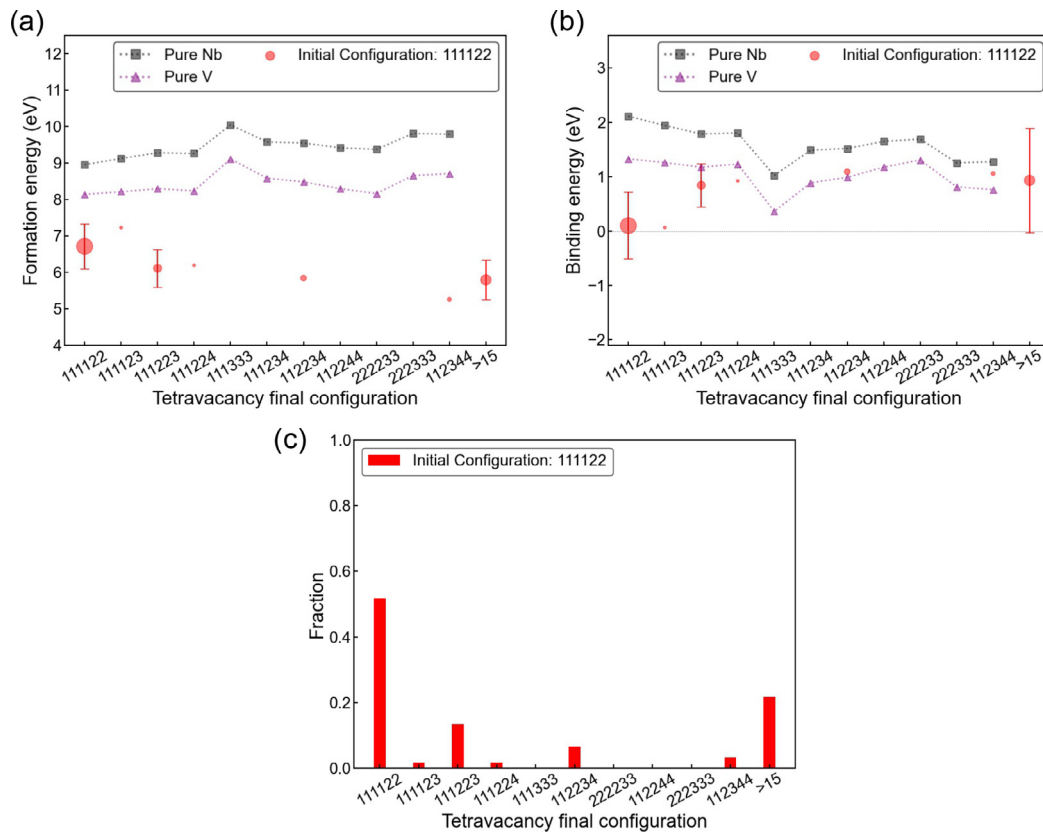 (a)
12
11
10
9
8
7
6
5
4
Formation energy (eV)
Pure Nb
Pure V
Initial Configuration: 111122
111122 111123 111223 111224 111333 111234 112234 112244 222233 222333 112344 >15
Tetravacancy final configuration
(b)
3
2
1
0
−1
−2
Binding energy (eV)
Pure Nb
Pure V
Initial Configuration: 111122
111122 111123 111223 111224 111333 111234 112234 112244 222233 222333 112344 >15
Tetravacancy final configuration
(c)
1.0
0.8
0.6
0.4
0.2
0.0
Fraction
Initial Configuration: 111122
111122 111123 111223 111224 111333 112234 222233 112244 222333 112344 >15
Tetravacancy final configuration